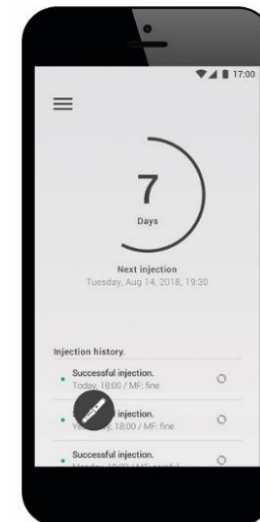 17:00
7
Days
Next injection
Tuesday, Aug 14, 2018, 19:30
Injection history.
Successful injection.
Today, 18:00 / MF: fine
injection.
18:00 / MF: fine
Successful injection.